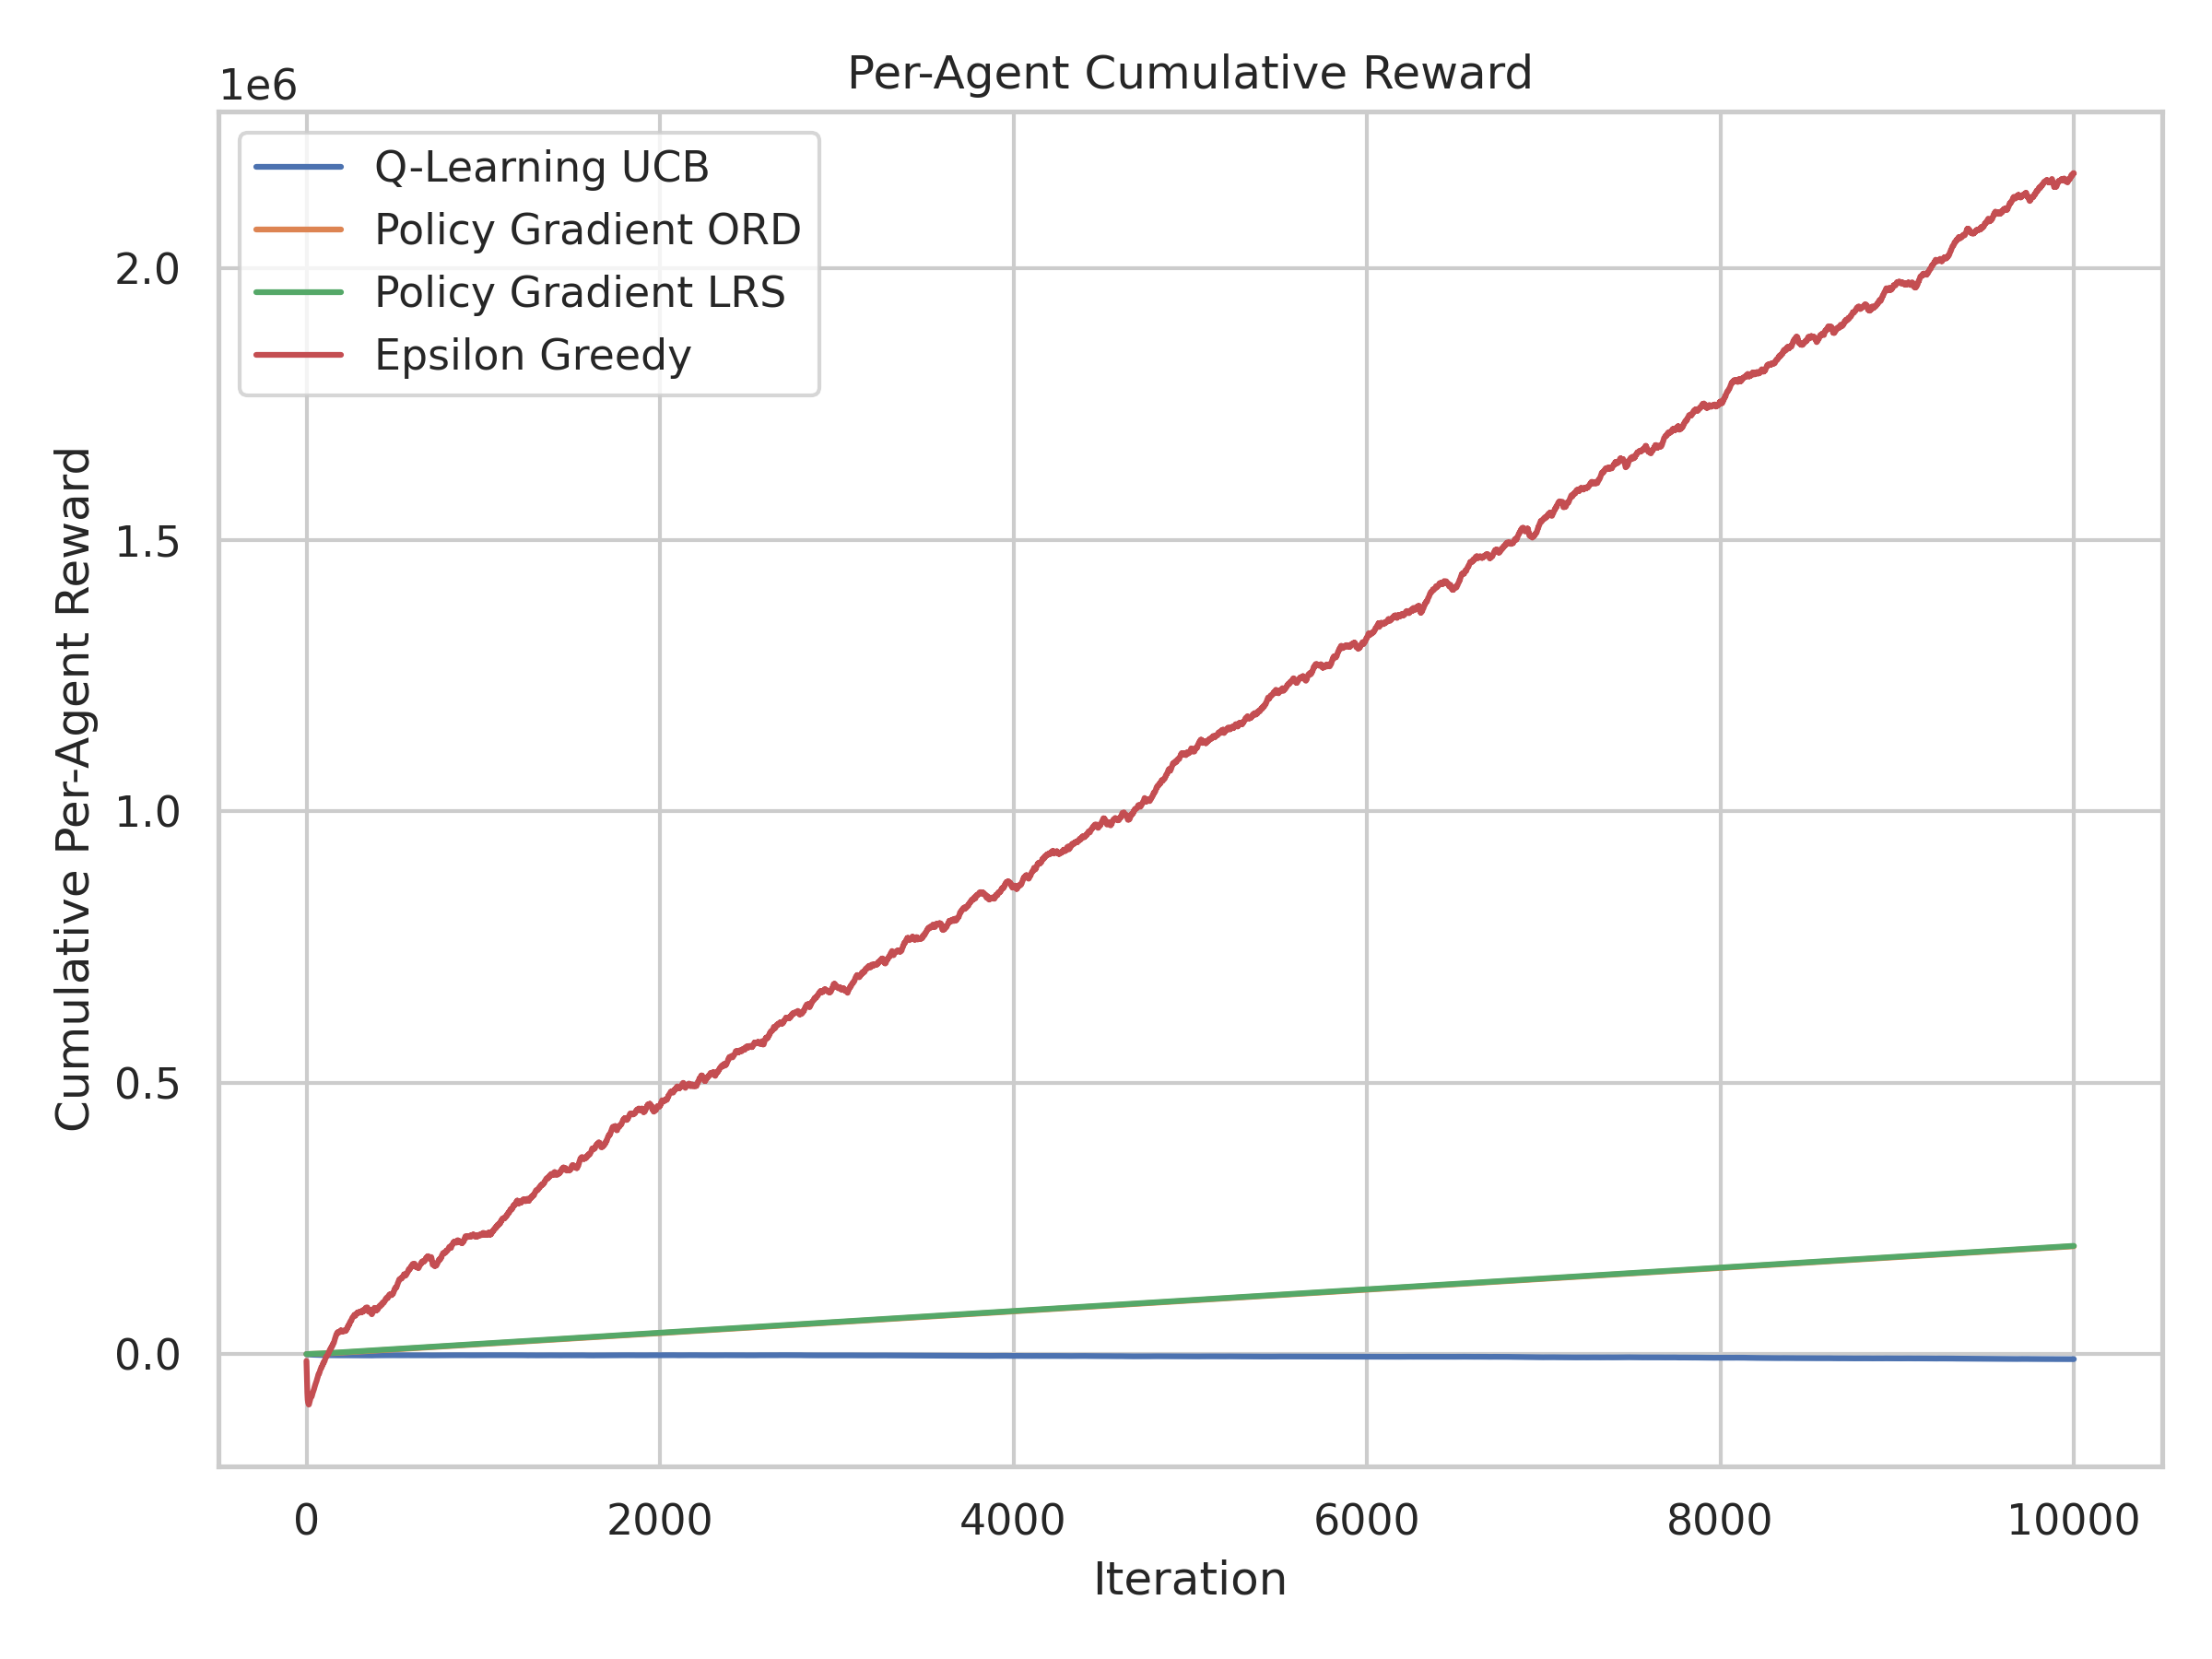 Per-Agent Cumulative Reward
1e6
Q-Learning UCB
Policy Gradient ORD
Policy Gradient LRS
Epsilon Greedy
Cumulative Per-Agent Reward
2.0
1.5
1.0
0.5
0.0
0 2000 4000 6000 8000 10000
Iteration